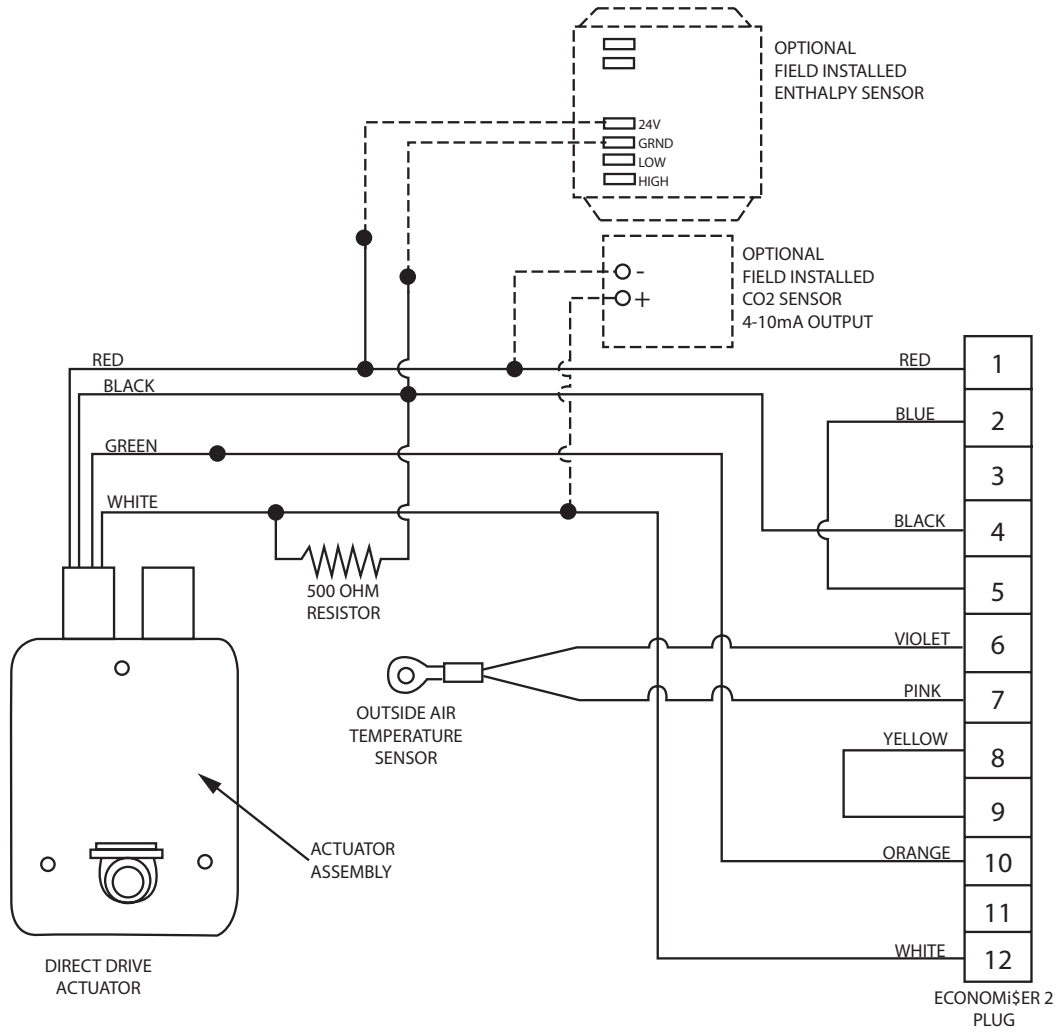 OPTIONAL
FIELD INSTALLED
ENTHALPY SENSOR
24V
GRND
LOW
HIGH
OPTIONAL
FIELD INSTALLED
CO2 SENSOR
4-10mA OUTPUT
-
+
RED
BLACK
GREEN
WHITE
500 OHM
RESISTOR
OUTSIDE AIR
TEMPERATURE
SENSOR
ACTUATOR
ASSEMBLY
DIRECT DRIVE
ACTUATOR
RED
1
BLUE
2
3
BLACK
4
5
VIOLET
6
PINK
7
YELLOW
8
9
ORANGE
10
11
WHITE
12
ECONOMi$ER 2
PLUG